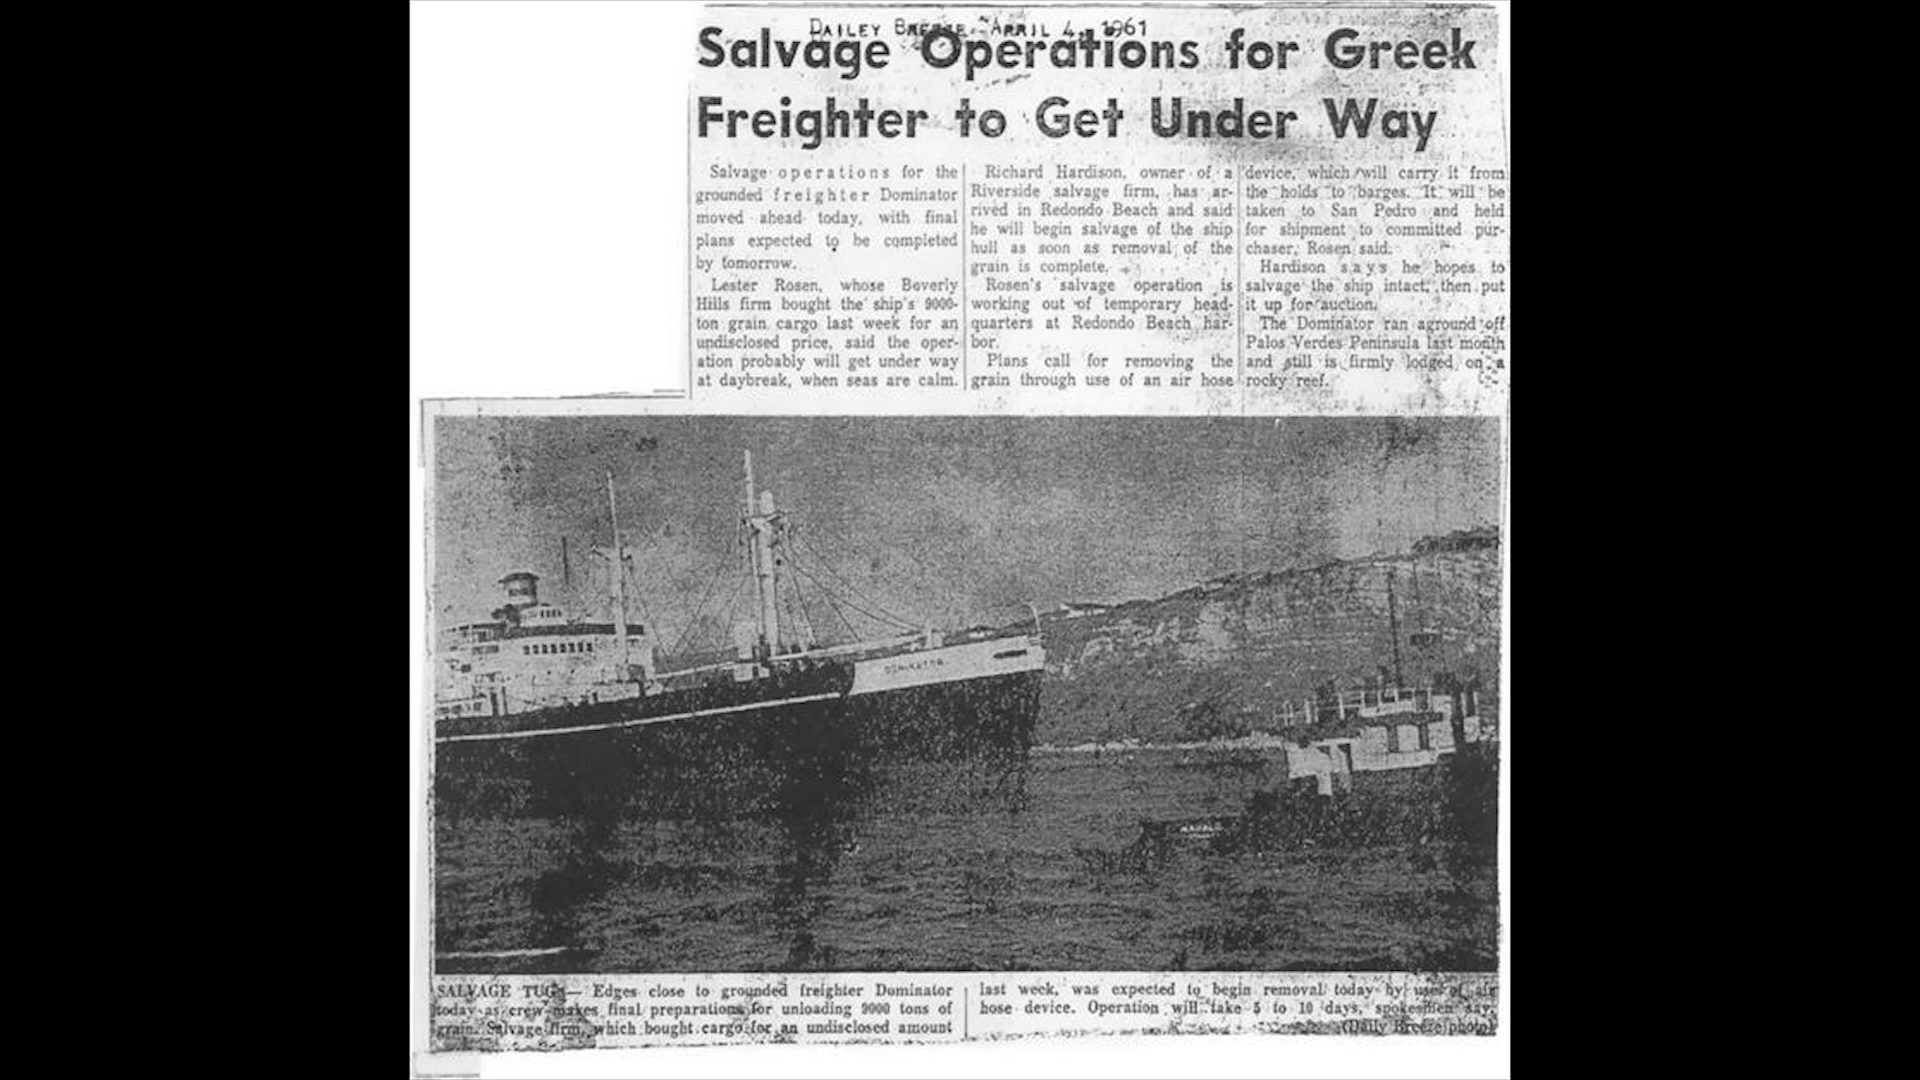 DAILEY BREEZE - APRIL 4, 1961
Salvage Operations for Greek
Freighter to Get Under Way
Salvage operations for the
grounded freighter Dominator
moved ahead today, with final
plans expected to be completed
by tomorrow.
Lester Rosen, whose Beverly
Hills firm bought the ship's 9000-
ton grain cargo last week for an
undisclosed price, said the oper-
ation probably will get under way
at daybreak, when seas are calm.
Richard Hardison, owner of a
Riverside salvage firm, has ar-
rived in Redondo Beach and said
he will begin salvage of the ship
hull as soon as removal of the
grain is complete.
Rosen's salvage operation is
working out of temporary head-
quarters at Redondo Beach har-
bor.
Plans call for removing the
grain through use of an air hose
device, which will carry it from
the holds to barges. It will be
taken to San Pedro and held
for shipment to committed pur-
chaser, Rosen said.
Hardison says he hopes to
salvage the ship intact, then put
it up for auction.
The Dominator ran aground off
Palos Verdes Peninsula last month
and still is firmly lodged on a
rocky reef.
DOMINATOR
SALVAGE TUG — Edges close to grounded freighter Dominator
today as crew makes final preparations for unloading 9000 tons of
grain. Salvage firm, which bought cargo for an undisclosed amount
last week, was expected to begin removal today by use of air
hose device. Operation will take 5 to 10 days, spokesmen say.
(Daily Breeze photo)